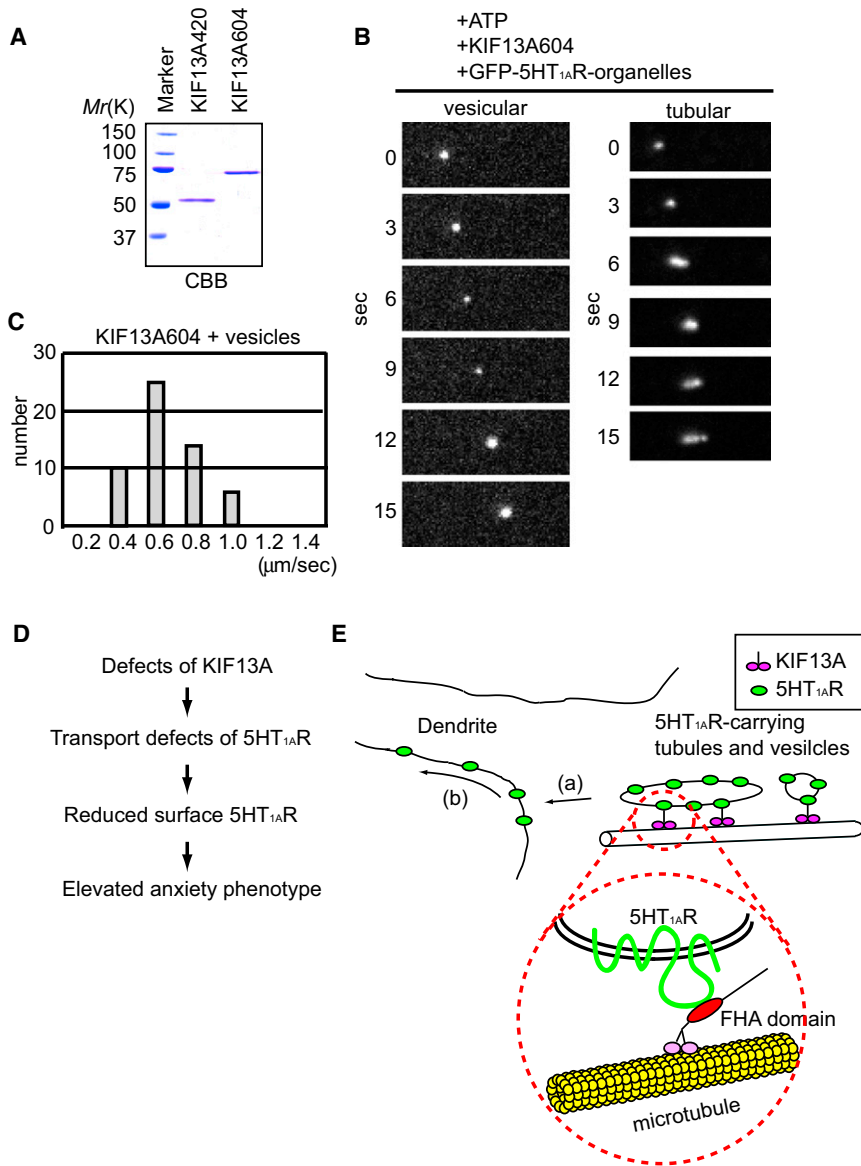 A
Mr(K)
Marker
KIF13A420
KIF13A604
150
100
75
50
37
CBB
B
+ATP
+KIF13A604
+GFP-5HT1AR-organelles
vesicular
tubular
0
3
6
9
12
15
sec
0
3
6
9
12
15
sec
C
KIF13A604 + vesicles
number
30
20
10
0
0.2 0.4 0.6 0.8 1.0 1.2 1.4
(μm/sec)
D
Defects of KIF13A
Transport defects of 5HT1AR
Reduced surface 5HT1AR
Elevated anxiety phenotype
E
KIF13A
5HT1AR
Dendrite
5HT1AR-carrying
tubules and vesilcles
(a)
(b)
5HT1AR
FHA domain
microtubule